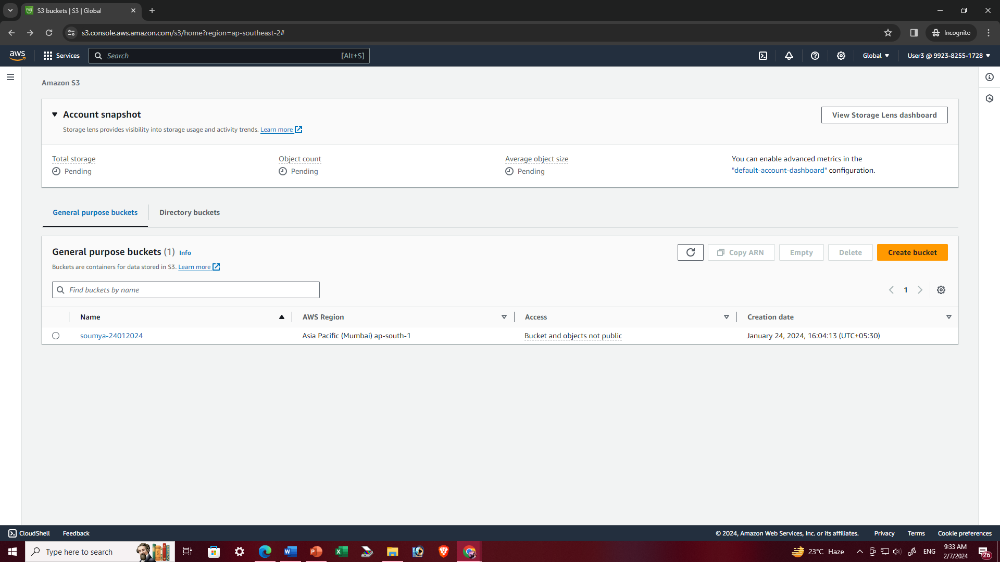 S3 buckets | S3 | Global
s3.console.aws.amazon.com/s3/home?region=ap-southeast-2#
Incognito
aws
Services
Search
[Alt+S]
Global
User3 @ 9923-8255-1728
Amazon S3
Account snapshot
View Storage Lens dashboard
Storage lens provides visibility into storage usage and activity trends. Learn more
Total storage
Pending
Object count
Pending
Average object size
Pending
You can enable advanced metrics in the
"default-account-dashboard" configuration.
General purpose buckets
Directory buckets
General purpose buckets (1) Info
Buckets are containers for data stored in S3. Learn more
Copy ARN
Empty
Delete
Create bucket
Find buckets by name
1
Name
AWS Region
Access
Creation date
soumya-24012024
Asia Pacific (Mumbai) ap-south-1
Bucket and objects not public
January 24, 2024, 16:04:13 (UTC+05:30)
CloudShell
Feedback
© 2024, Amazon Web Services, Inc. or its affiliates.
Privacy
Terms
Cookie preferences
Type here to search
23°C Haze
ENG
9:33 AM
2/7/2024
26